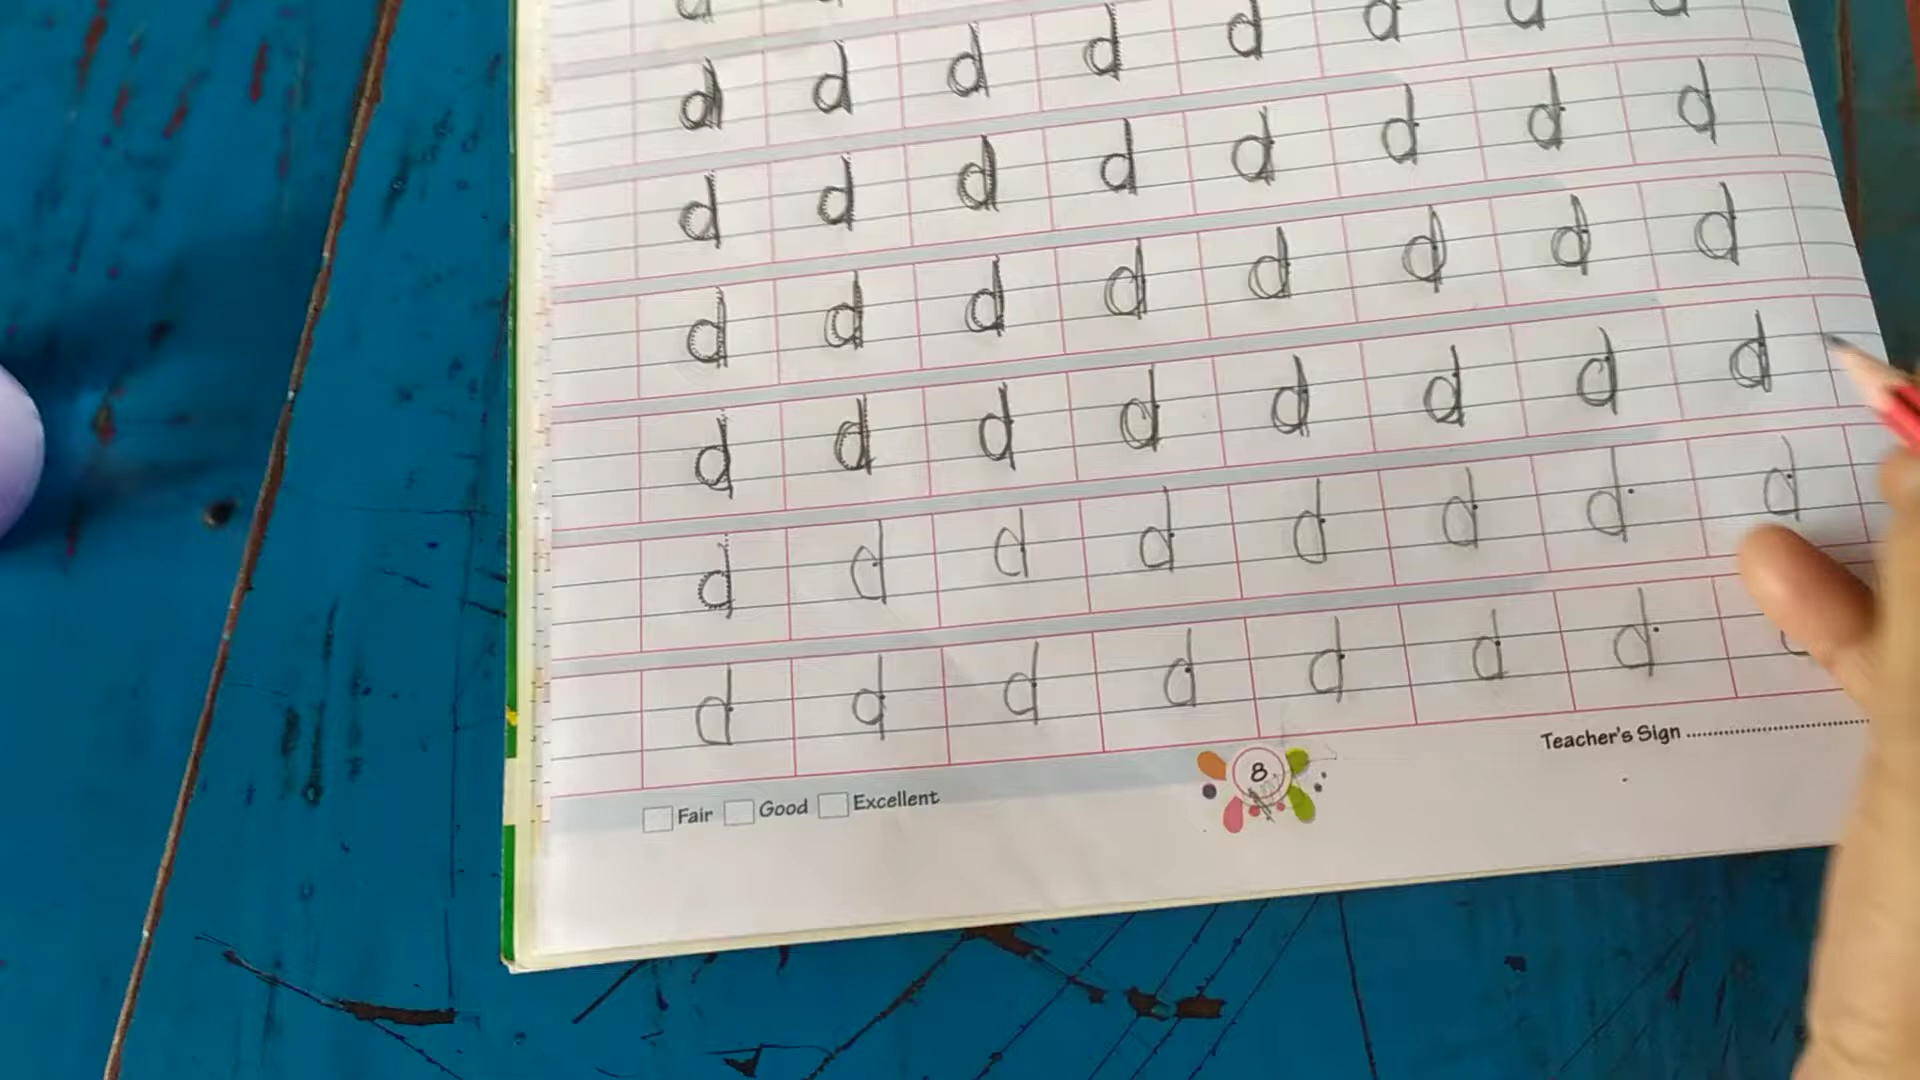 d d d d d d
d d d d d d d d
d d d d d d d d
d d d d d d d d
d d d d d d d d
d d d d d d d
Teacher's Sign ..........................
8
Fair Good Excellent